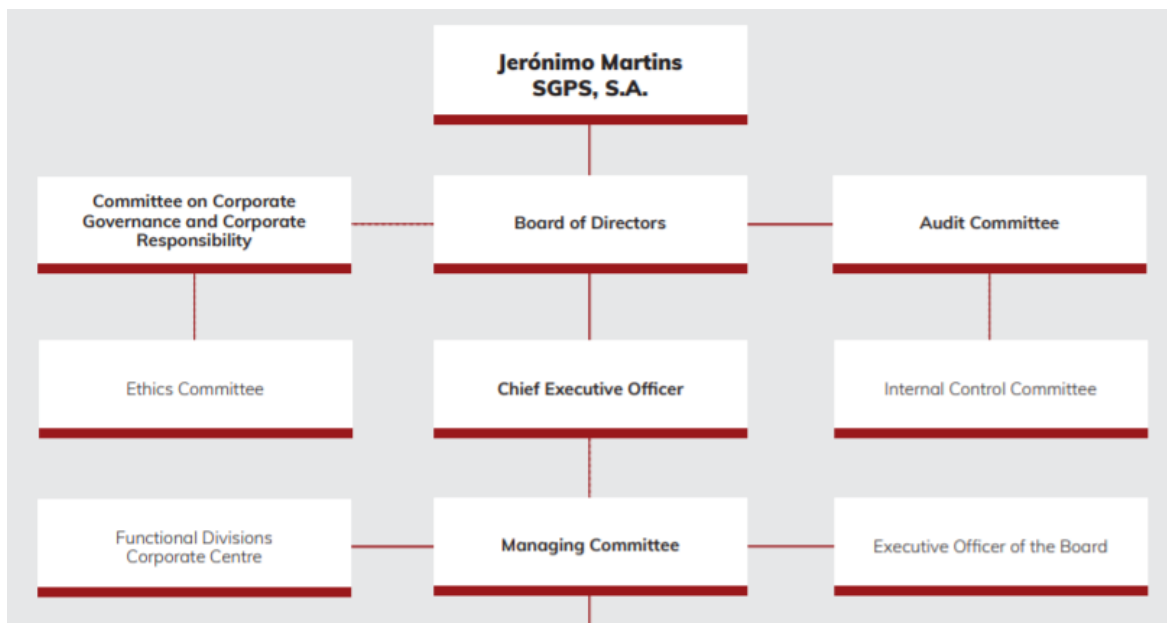 Jerónimo Martins
SGPS, S.A.
Committee on Corporate
Governance and Corporate
Responsibility
Board of Directors
Audit Committee
Ethics Committee
Chief Executive Officer
Internal Control Committee
Functional Divisions
Corporate Centre
Managing Committee
Executive Officer of the Board